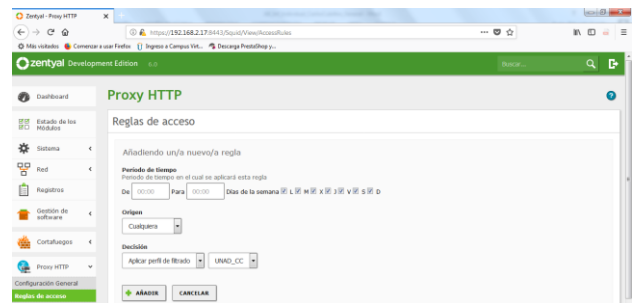 Zentyal - Proxy HTTP
https://192.168.2.17:8443/Squid/View/AccessRules
Más visitados Comenzar a usar Firefox Ingreso a Campus Virt... Descarga PrestaShop y...
zentyal Development Edition 6.0
Buscar...
Dashboard
Estado de los Módulos
Sistema
Red
Registros
Gestión de software
Cortafuegos
Proxy HTTP
Configuración General
Reglas de acceso
Proxy HTTP
Reglas de acceso
Añadiendo un/a nuevo/a regla
Período de tiempo
Período de tiempo en el cual se aplicará esta regla
De 00:00 Para 00:00 Días de la semana L M X J V S D
Origen
Cualquiera
Decisión
Aplicar perfil de filtrado UNAD_CC
AÑADIR CANCELAR